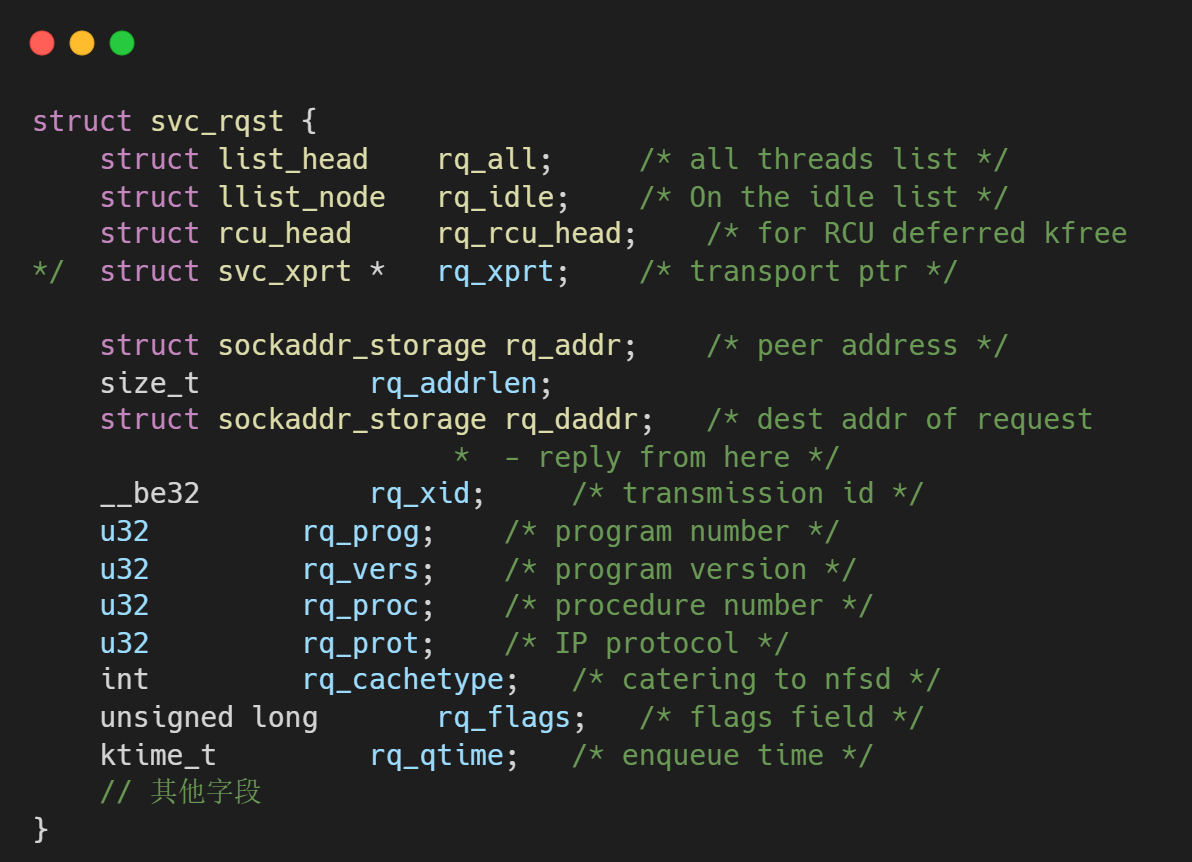 struct svc_rqst {
    struct list_head    rq_all;     /* all threads list */
    struct llist_node   rq_idle;    /* On the idle list */
    struct rcu_head     rq_rcu_head;    /* for RCU deferred kfree
*/  struct svc_xprt *   rq_xprt;    /* transport ptr */

    struct sockaddr_storage rq_addr;    /* peer address */
    size_t          rq_addrlen;
    struct sockaddr_storage rq_daddr;   /* dest addr of request
                         *  - reply from here */
    __be32          rq_xid;     /* transmission id */
    u32         rq_prog;    /* program number */
    u32         rq_vers;    /* program version */
    u32         rq_proc;    /* procedure number */
    u32         rq_prot;    /* IP protocol */
    int         rq_cachetype;   /* catering to nfsd */
    unsigned long       rq_flags;   /* flags field */
    ktime_t         rq_qtime;   /* enqueue time */
    // 其他字段
}